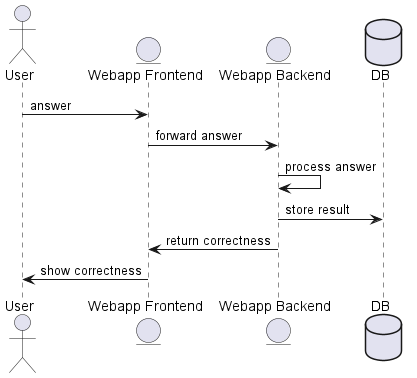 User
Webapp Frontend
Webapp Backend
DB
answer
forward answer
process answer
store result
return correctness
show correctness
User
Webapp Frontend
Webapp Backend
DB